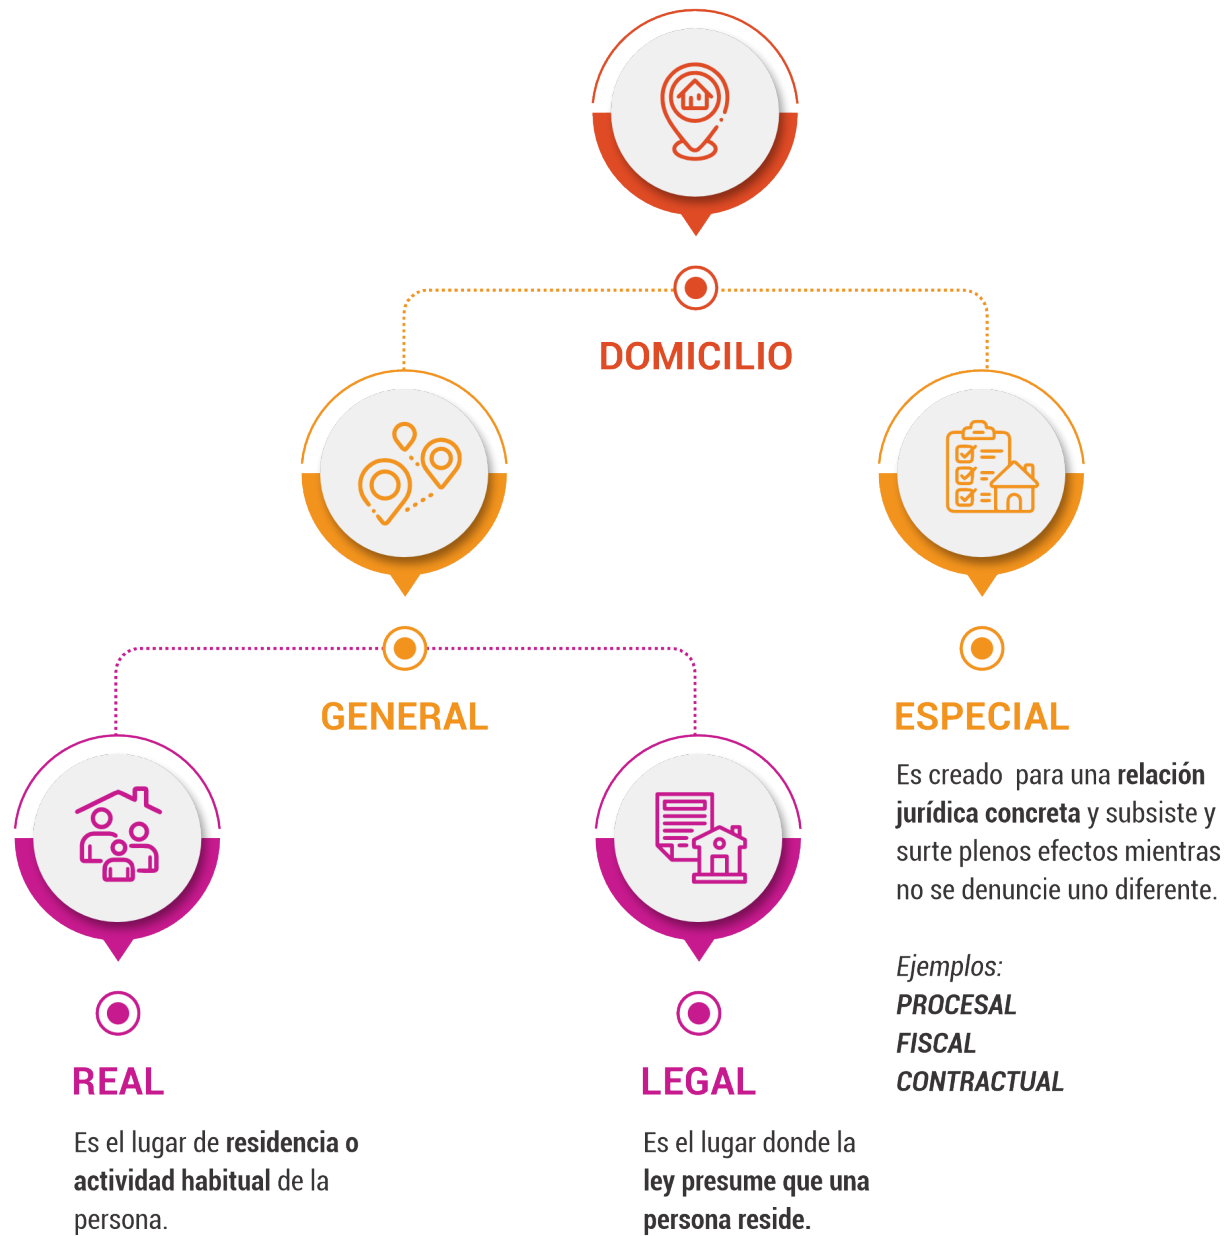 DOMICILIO
GENERAL
ESPECIAL
Es creado para una relación
jurídica concreta y subsiste y
surte plenos efectos mientras
no se denuncie uno diferente.
Ejemplos:
PROCESAL
FISCAL
CONTRACTUAL
REAL
Es el lugar de residencia o
actividad habitual de la
persona.
LEGAL
Es el lugar donde la
ley presume que una
persona reside.